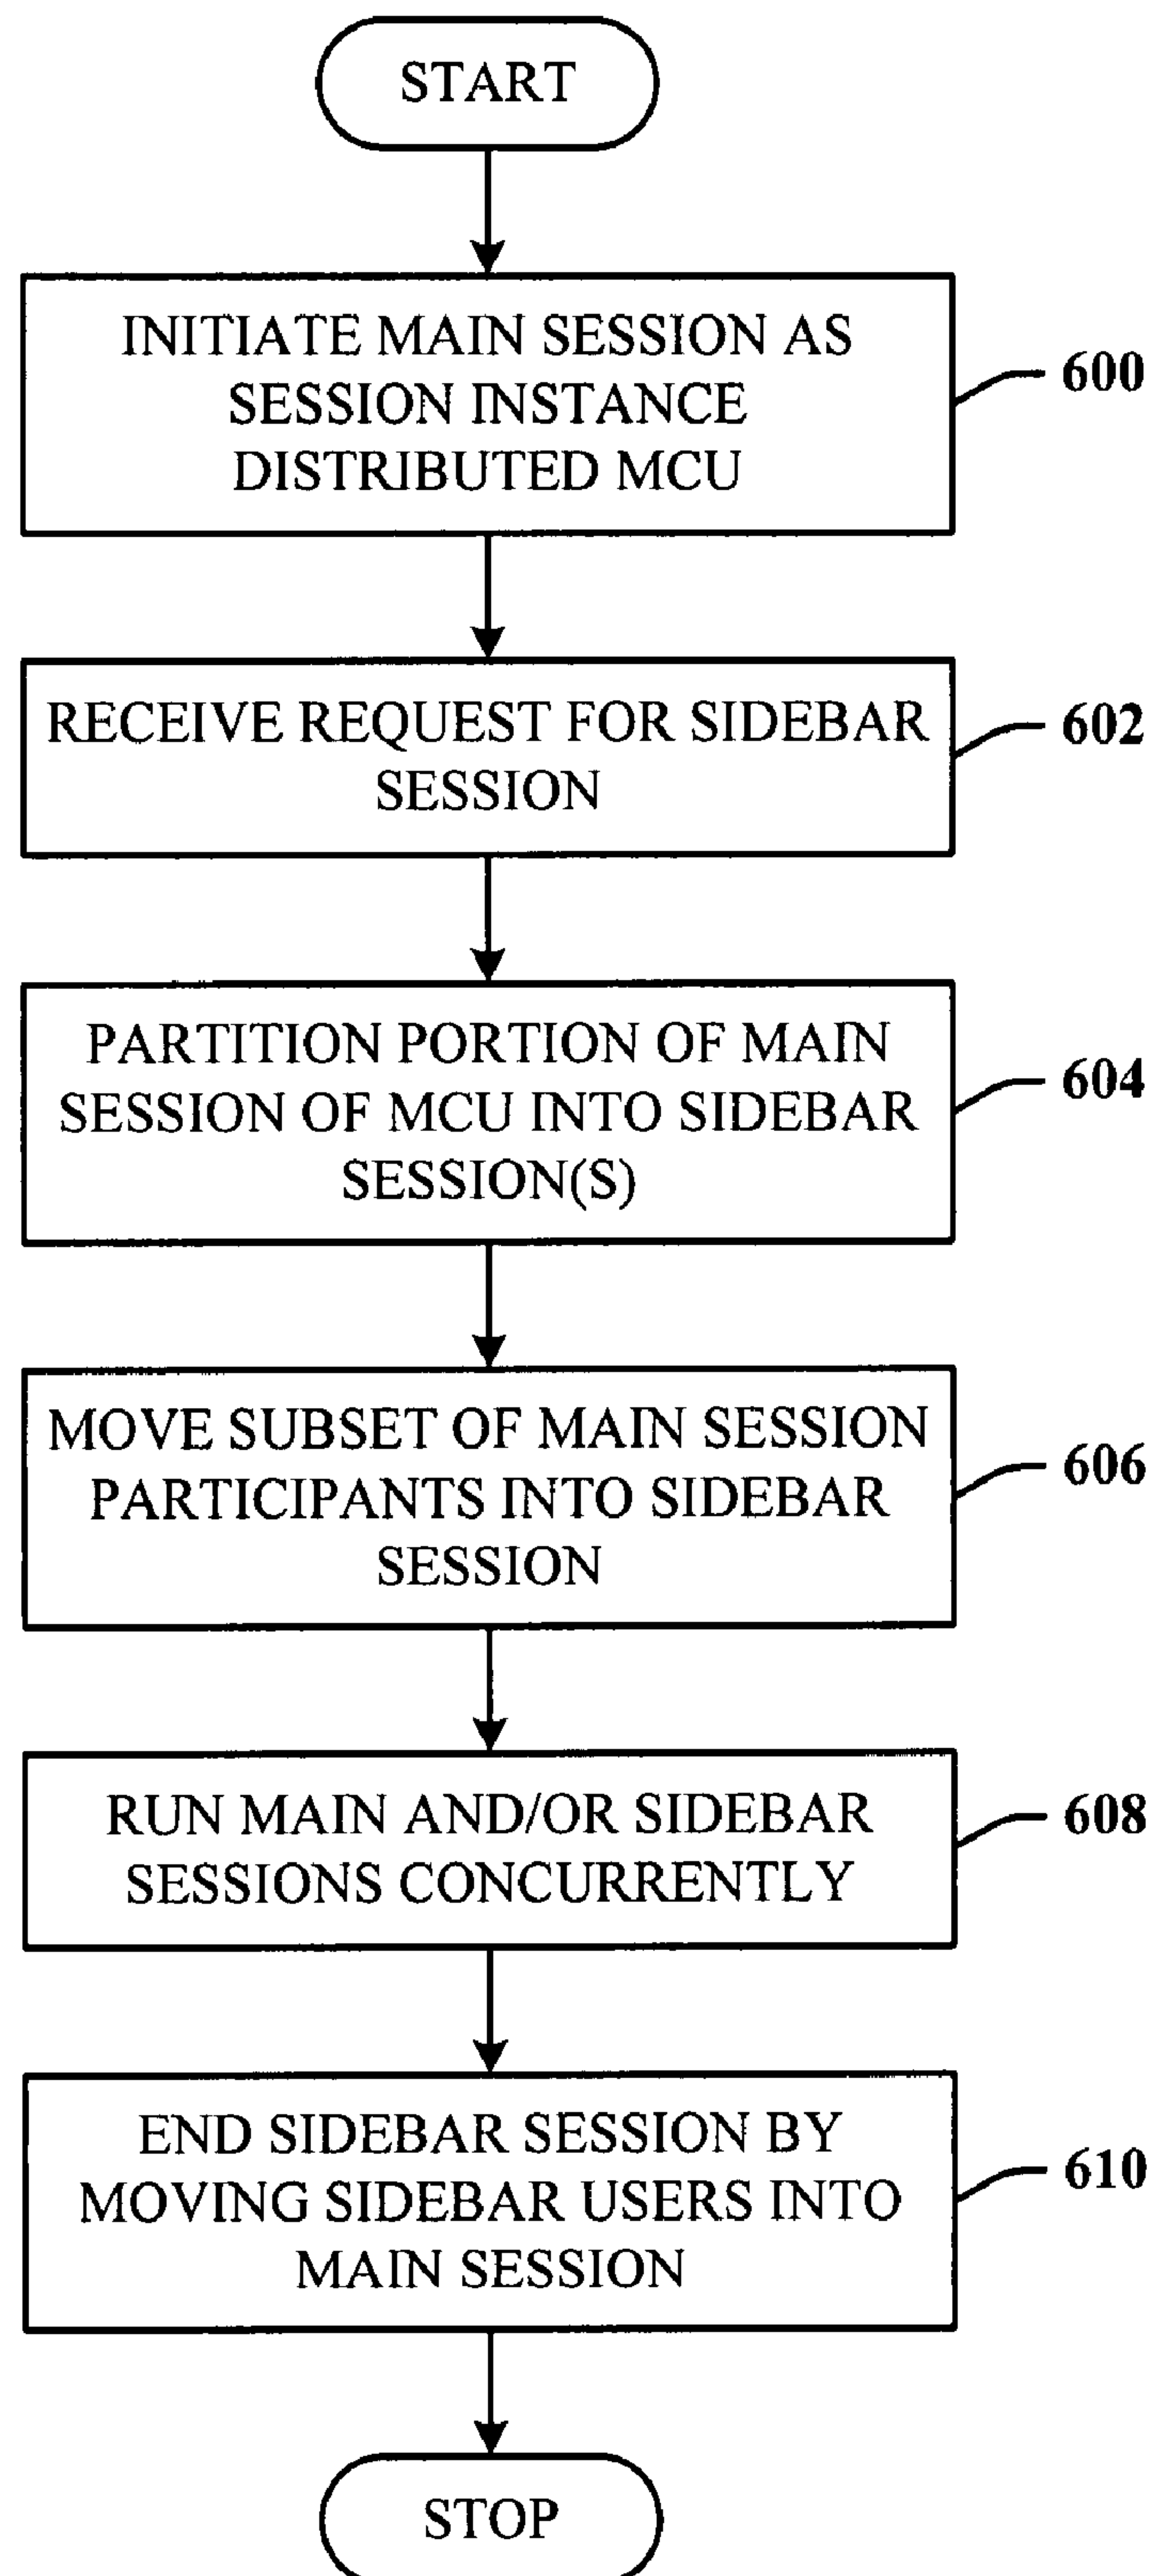 START
INITIATE MAIN SESSION AS
SESSION INSTANCE
DISTRIBUTED MCU
600
RECEIVE REQUEST FOR SIDEBAR
SESSION
602
PARTITION PORTION OF MAIN
SESSION OF MCU INTO SIDEBAR
SESSION(S)
604
MOVE SUBSET OF MAIN SESSION
PARTICIPANTS INTO SIDEBAR
SESSION
606
RUN MAIN AND/OR SIDEBAR
SESSIONS CONCURRENTLY
608
END SIDEBAR SESSION BY
MOVING SIDEBAR USERS INTO
MAIN SESSION
610
STOP